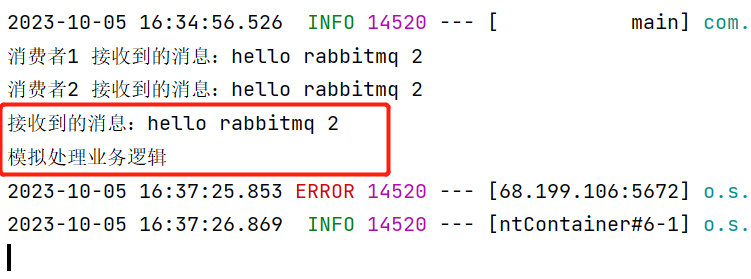 2023-10-05 16:34:56.526  INFO 14520 --- [           main] com.
消费者1 接收到的消息：hello rabbitmq 2
消费者2 接收到的消息：hello rabbitmq 2
接收到的消息：hello rabbitmq 2
模拟处理业务逻辑
2023-10-05 16:37:25.853 ERROR 14520 --- [68.199.106:5672] o.s.
2023-10-05 16:37:26.869  INFO 14520 --- [ntContainer#6-1] o.s.